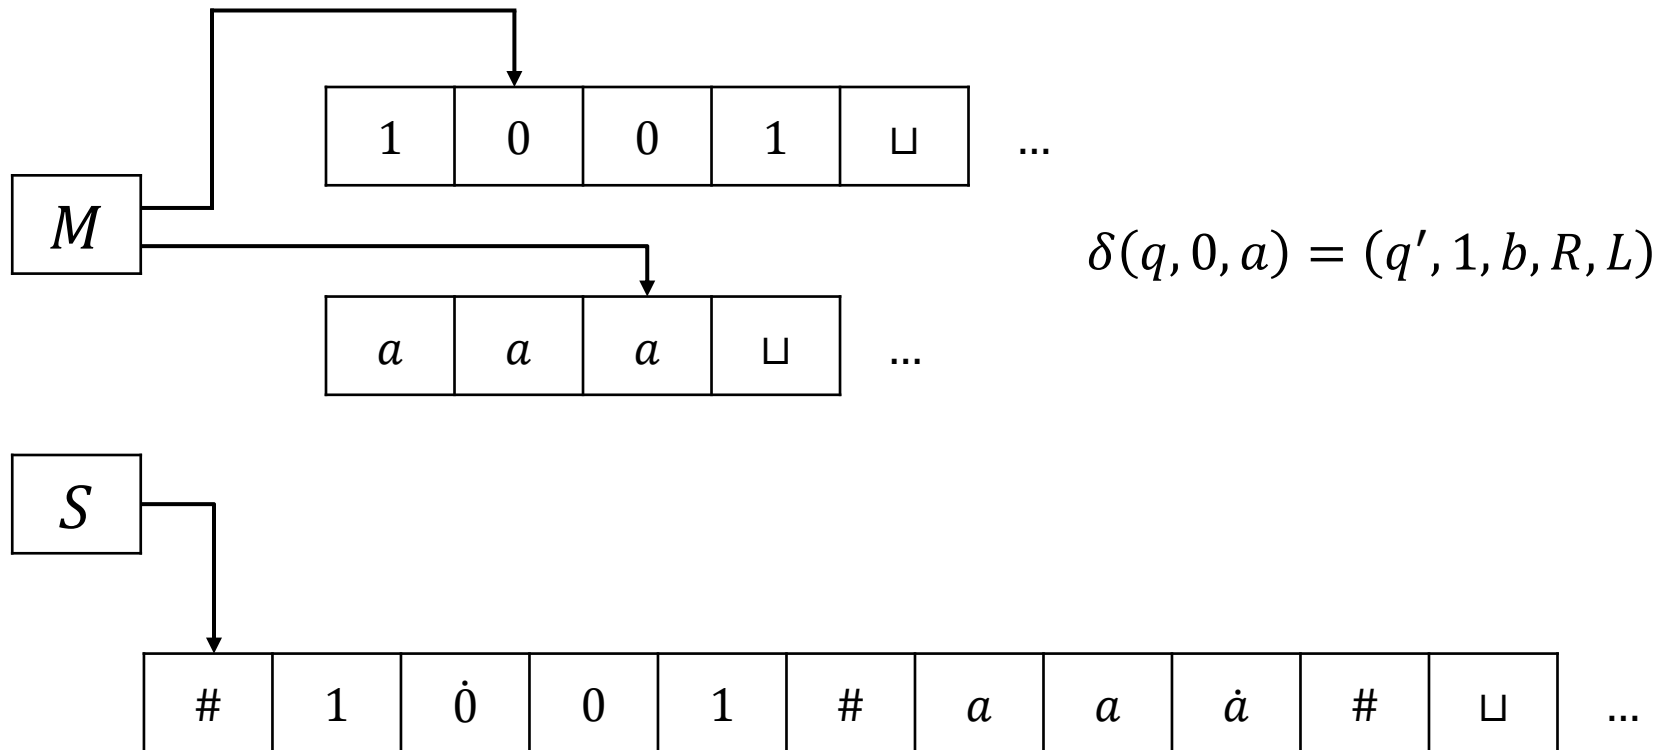 1 0 0 1 ⊔ ...
M
δ(q, 0, a) = (q′, 1, b, R, L)
a a a ⊔ ...
S
# 1 0̇ 0 1 # a a ȧ # ⊔ ...